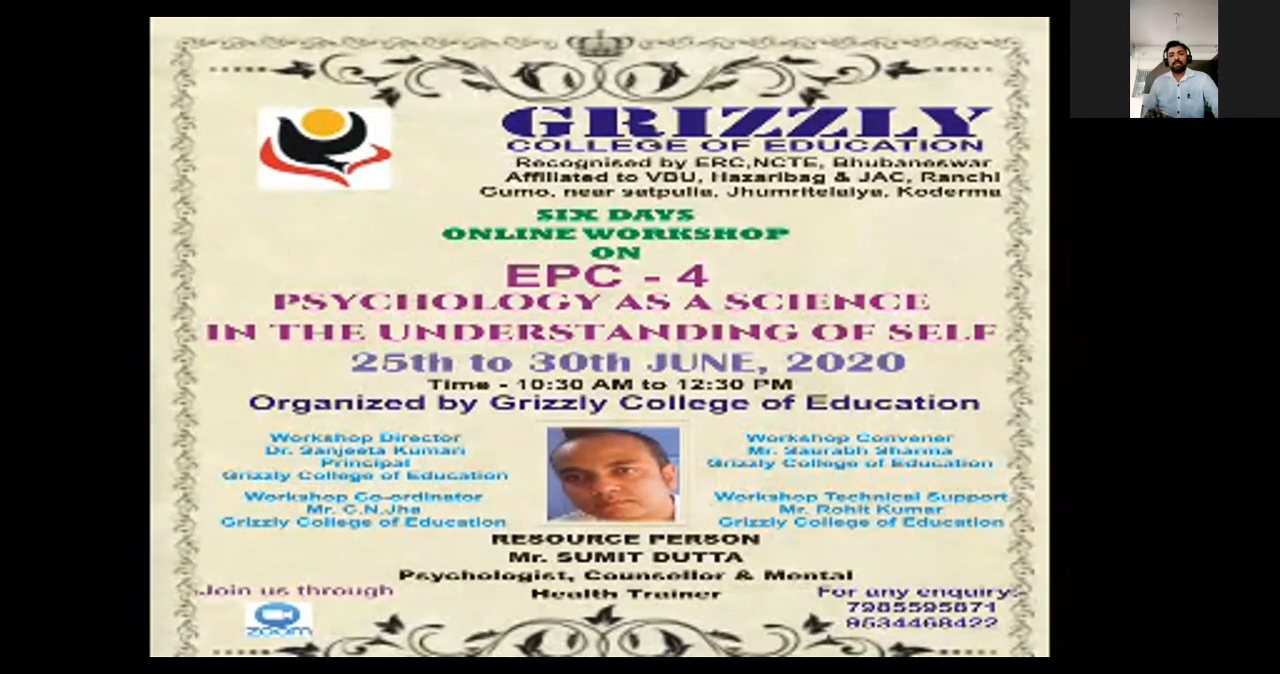 GRIZZLY
COLLEGE OF EDUCATION
Recognised by ERC,NCTE, Bhubaneswar
Affiliated to VBU, Hazaribag & JAC, Ranchi
Gumo, near satpulia, Jhumritelaiya, Koderma
SIX DAYS
ONLINE WORKSHOP
ON
EPC - 4
PSYCHOLOGY AS A SCIENCE
IN THE UNDERSTANDING OF SELF
25th to 30th JUNE, 2020
Time - 10:30 AM to 12:30 PM
Organized by Grizzly College of Education
Workshop Director
Dr. Sanjeeta Kumari
Principal
Grizzly College of Education
Workshop Co-ordinator
Mr. C.N.Jha
Grizzly College of Education
Workshop Convener
Mr. Saurabh Sharma
Grizzly College of Education
Workshop Technical Support
Mr. Rohit Kumar
Grizzly College of Education
RESOURCE PERSON
Mr. SUMIT DUTTA
Psychologist, Counsellor & Mental
Health Trainer
Join us through
zoom
For any enquiry:
7985595871
9534468422